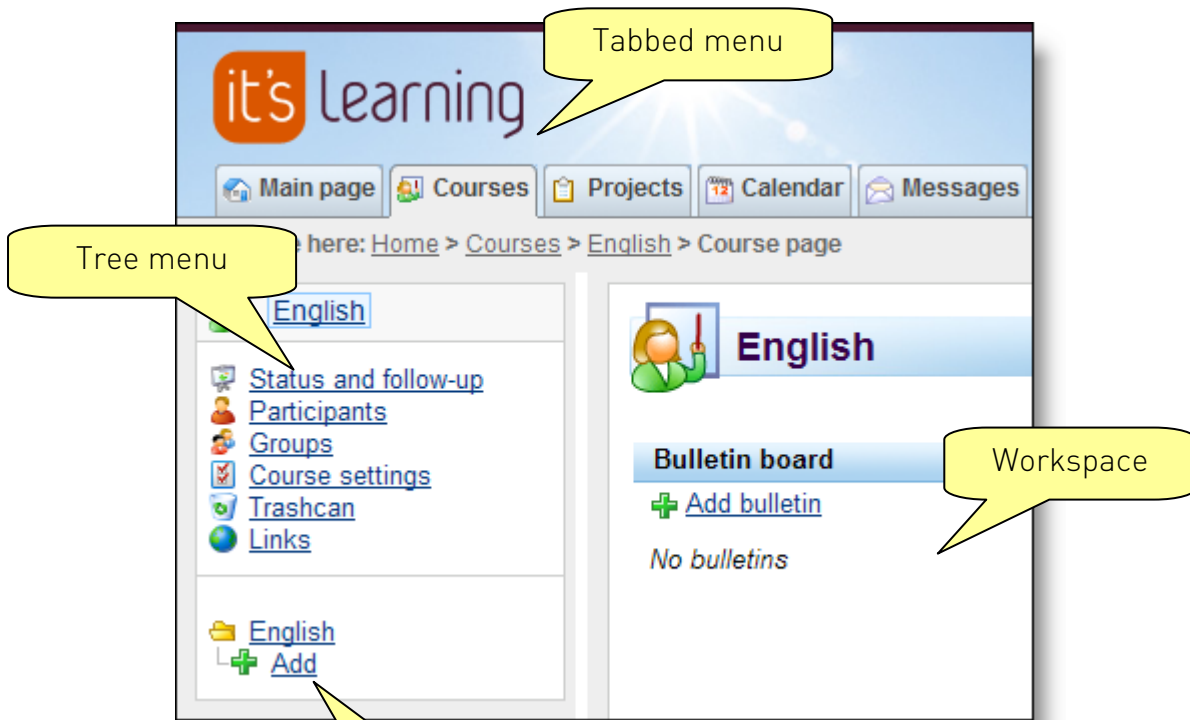 Tabbed menu
it's learning
Main page Courses Projects Calendar Messages
here: Home > Courses > English > Course page
Tree menu
English
Status and follow-up
Participants
Groups
Course settings
Trashcan
Links
English
Add
English
Bulletin board
Add bulletin
No bulletins
Workspace